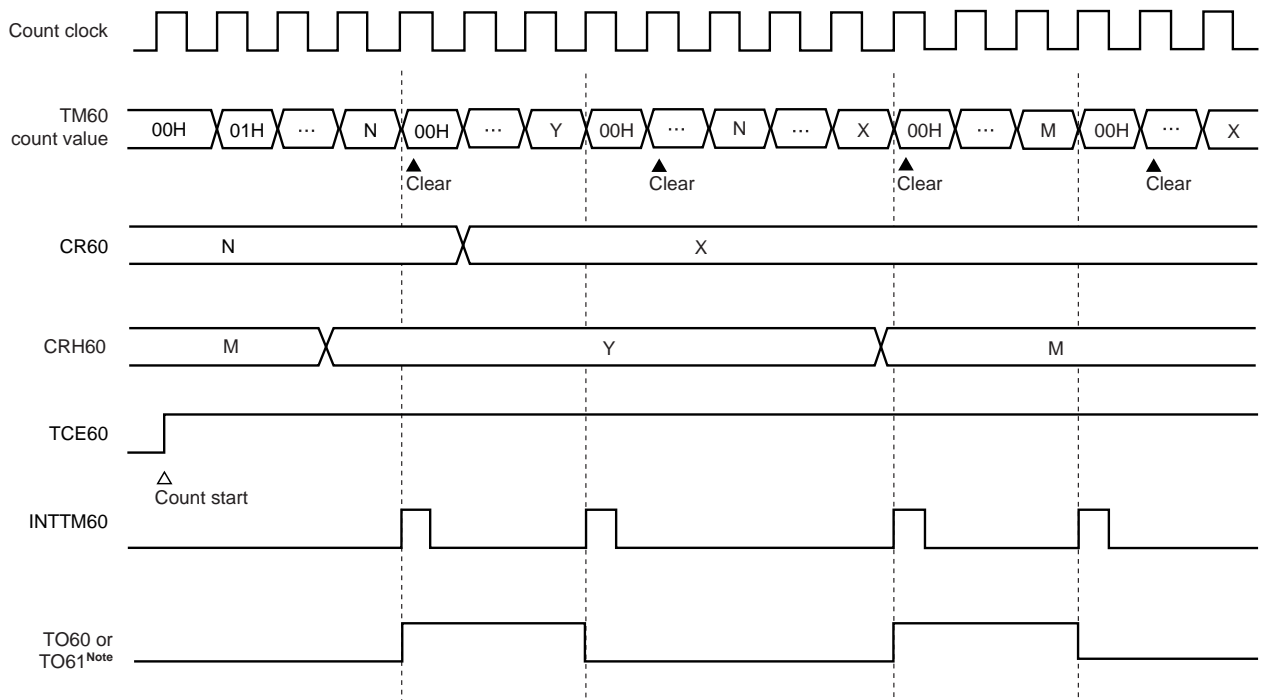 Count clock
TM60
count value
00H 01H ... N 00H ... Y 00H ... N ... X 00H ... M 00H ... X
Clear Clear Clear Clear
CR60
N X
CRH60
M Y M
TCE60
Count start
INTTM60
TO60 or
TO61Note